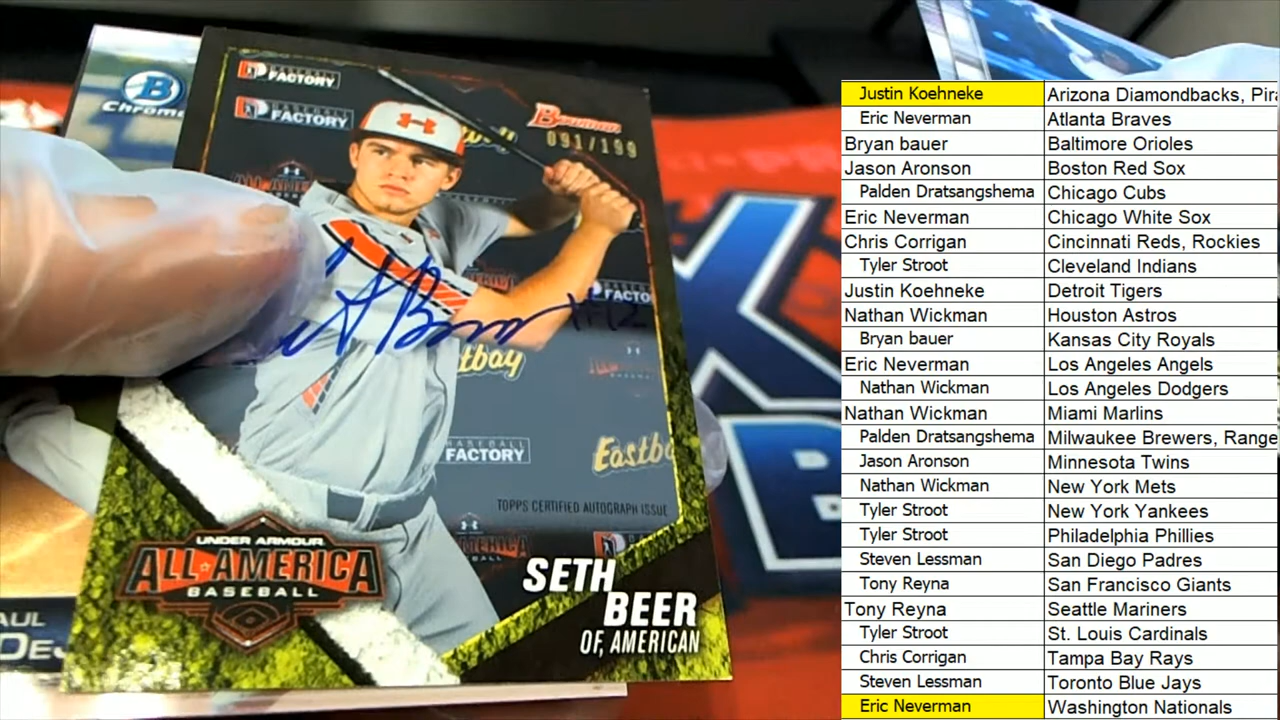 B
Chrome
BASEBALL
FACTORY
BASEBALL
FACTORY
Bowman
091/199
#12
FACTO
Eastbay
BASEBALL
FACTORY
Eastb
TOPPS CERTIFIED AUTOGRAPH ISSUE
UNDER ARMOUR
ALL★AMERICA
BASEBALL
SETH
BEER
OF, AMERICAN
AUL
DEJ
Justin Koehneke Arizona Diamondbacks, Pira
Eric Neverman Atlanta Braves
Bryan bauer Baltimore Orioles
Jason Aronson Boston Red Sox
Palden Dratsangshema Chicago Cubs
Eric Neverman Chicago White Sox
Chris Corrigan Cincinnati Reds, Rockies
Tyler Stroot Cleveland Indians
Justin Koehneke Detroit Tigers
Nathan Wickman Houston Astros
Bryan bauer Kansas City Royals
Eric Neverman Los Angeles Angels
Nathan Wickman Los Angeles Dodgers
Nathan Wickman Miami Marlins
Palden Dratsangshema Milwaukee Brewers, Range
Jason Aronson Minnesota Twins
Nathan Wickman New York Mets
Tyler Stroot New York Yankees
Tyler Stroot Philadelphia Phillies
Steven Lessman San Diego Padres
Tony Reyna San Francisco Giants
Tony Reyna Seattle Mariners
Tyler Stroot St. Louis Cardinals
Chris Corrigan Tampa Bay Rays
Steven Lessman Toronto Blue Jays
Eric Neverman Washington Nationals